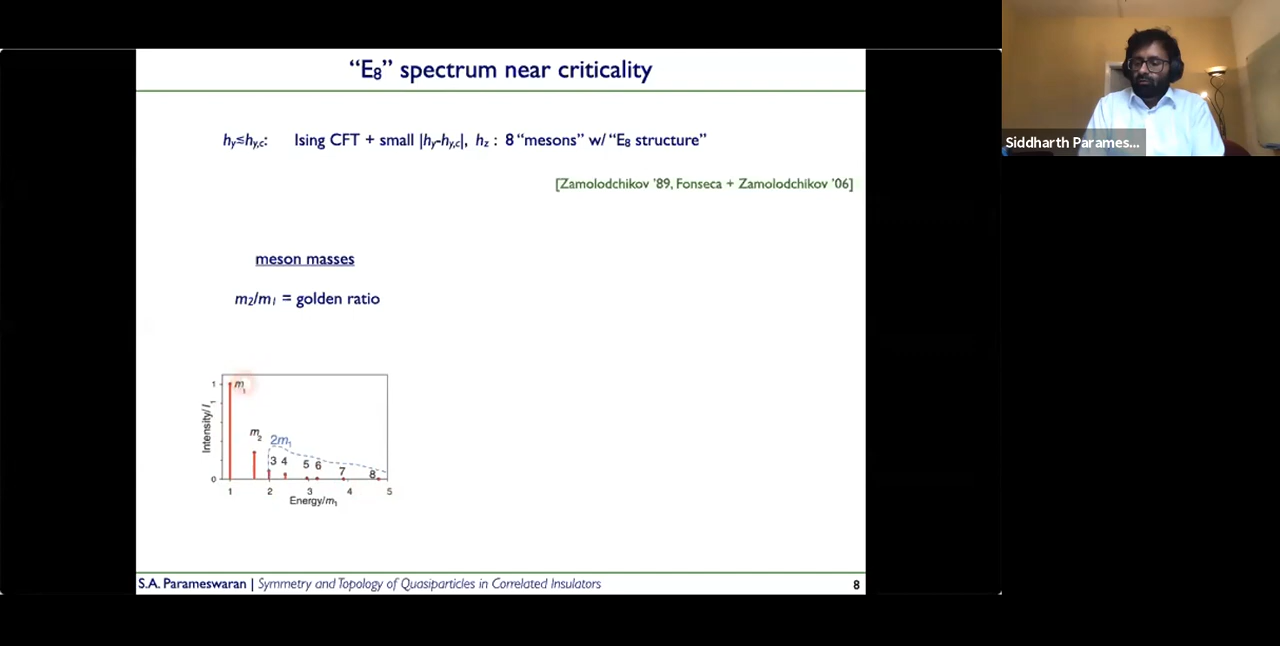 “E8” spectrum near criticality
hy≤hy,c: Ising CFT + small |hy-hy,c|, hz : 8 “mesons” w/ “E8 structure”
[Zamolodchikov '89, Fonseca + Zamolodchikov '06]
meson masses
m2/m1 = golden ratio
Intensity/I1
1
0
m1
m2
2m1
3 4 5 6 7 8
1 2 3 4 5
Energy/m1
S.A. Parameswaran | Symmetry and Topology of Quasiparticles in Correlated Insulators
8
Siddharth Parames...